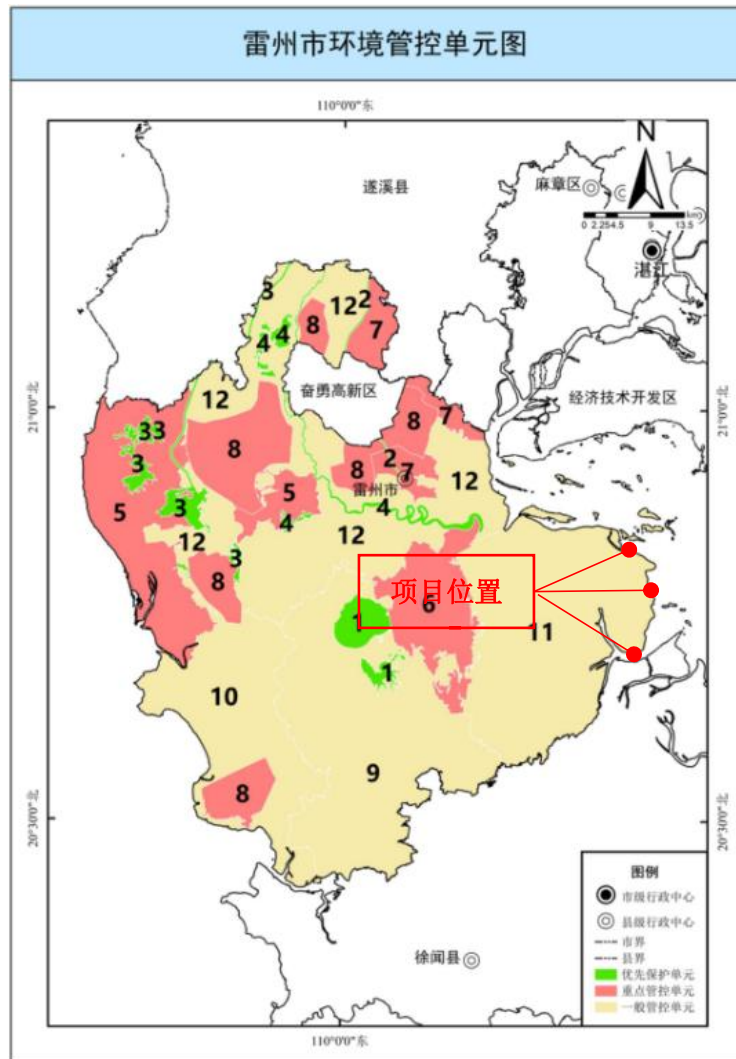 雷州市环境管控单元图
110°0'0"东
N
遂溪县
麻章区
km
0 2.25 4.5 9 13.5
湛江
3
12
2
8
7
4
4
奋勇高新区
经济技术开发区
21°0'0"北
21°0'0"北
12
8
7
3 3
8
2
3
8
7
12
5
雷州市
5
3
4
4
12
12
3
8
项目位置
6
1
11
1
10
9
8
20°30'0"北
20°30'0"北
图例
市级行政中心
县级行政中心
市界
县界
优先保护单元
重点管控单元
一般管控单元
徐闻县
110°0'0"东